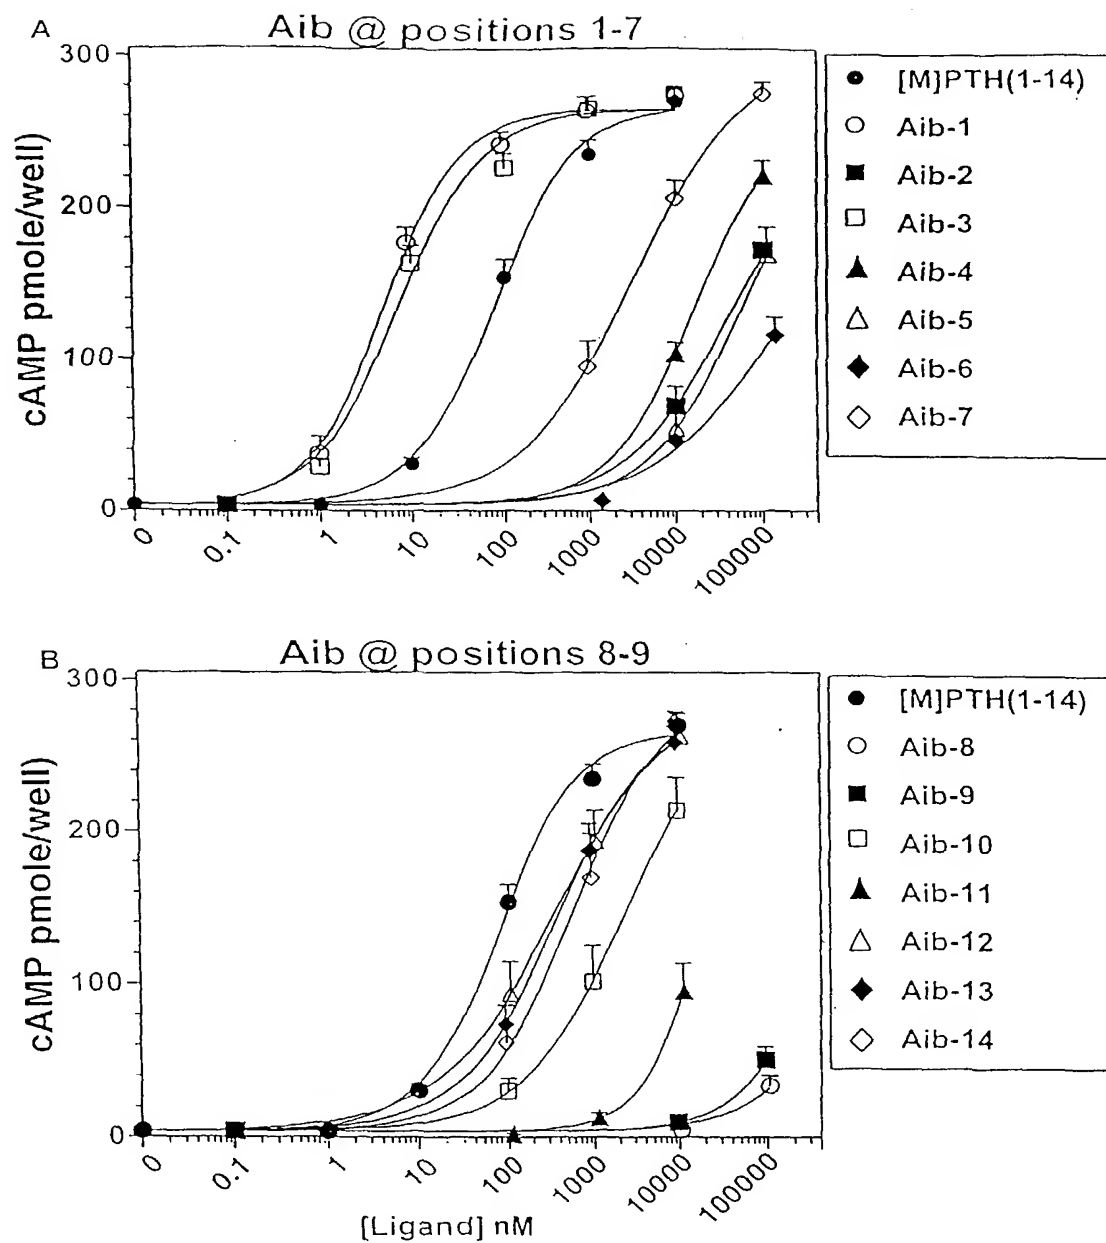 A
Aib @ positions 1-7
300
200
100
0
cAMP pmole/well
0
0.1
1
10
100
1000
10000
100000
[M]PTH(1-14)
Aib-1
Aib-2
Aib-3
Aib-4
Aib-5
Aib-6
Aib-7
B
Aib @ positions 8-9
300
200
100
0
cAMP pmole/well
0
0.1
1
10
100
1000
10000
100000
[Ligand] nM
[M]PTH(1-14)
Aib-8
Aib-9
Aib-10
Aib-11
Aib-12
Aib-13
Aib-14